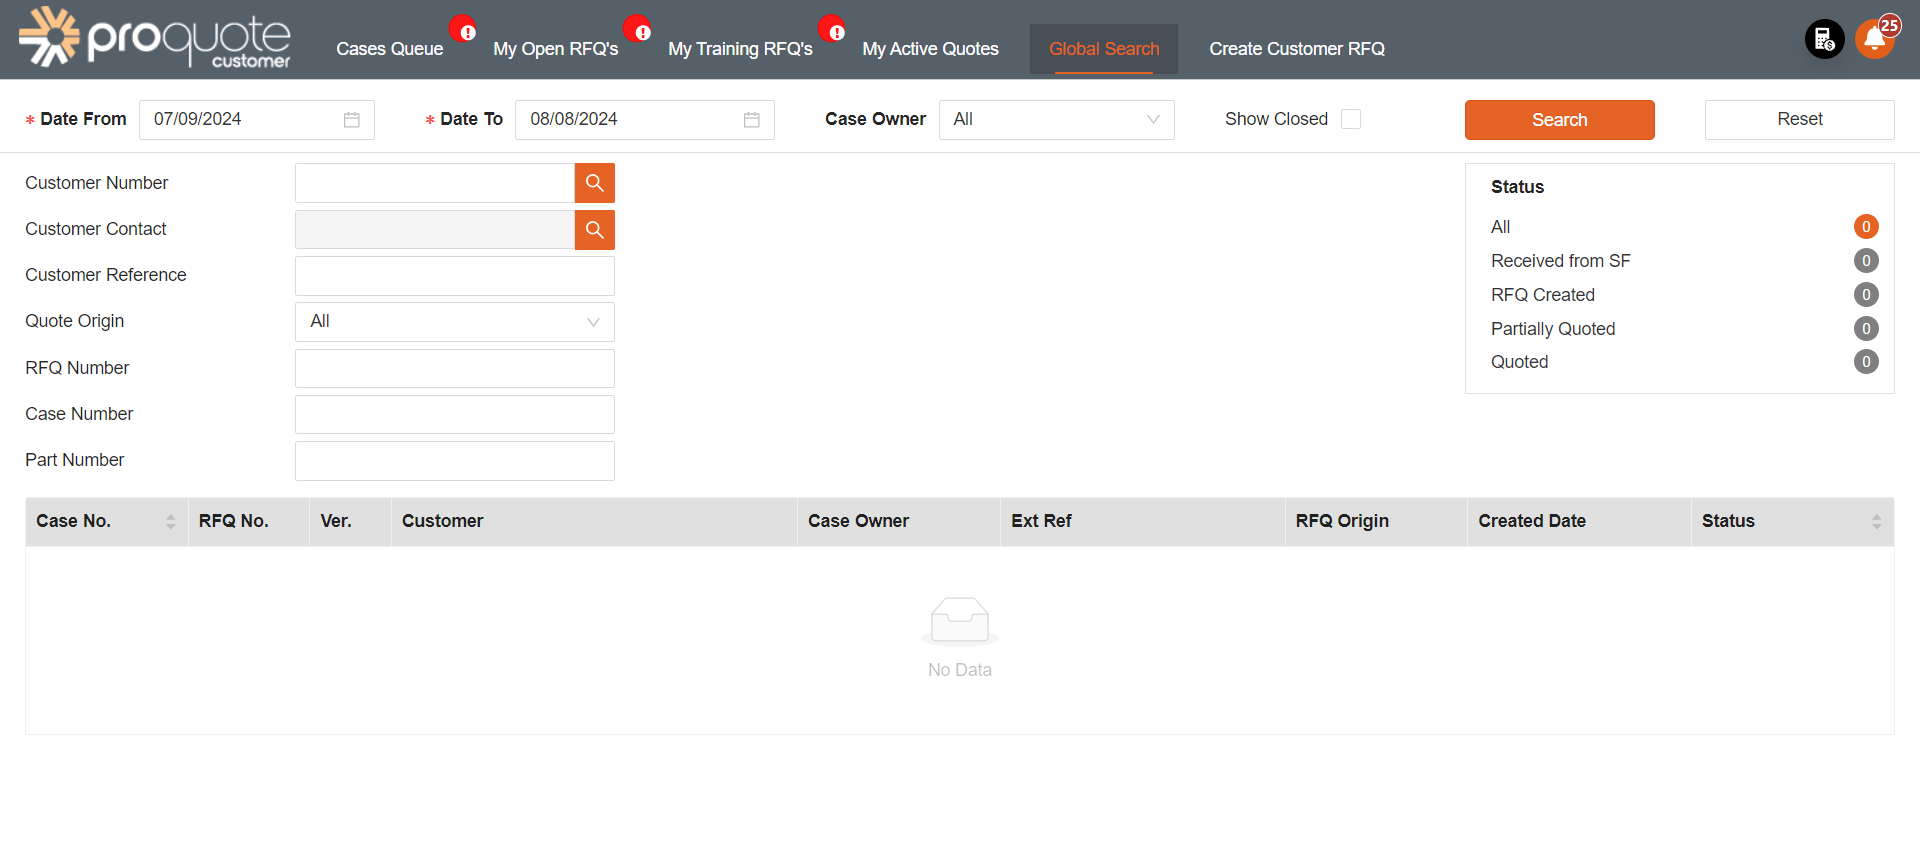 proquote
customer
Cases Queue
My Open RFQ's
My Training RFQ's
My Active Quotes
Global Search
Create Customer RFQ
25
* Date From 07/09/2024
* Date To 08/08/2024
Case Owner All
Show Closed
Search
Reset
Customer Number
Customer Contact
Customer Reference
Quote Origin All
RFQ Number
Case Number
Part Number
Status
All 0
Received from SF 0
RFQ Created 0
Partially Quoted 0
Quoted 0
Case No. RFQ No. Ver. Customer Case Owner Ext Ref RFQ Origin Created Date Status
No Data